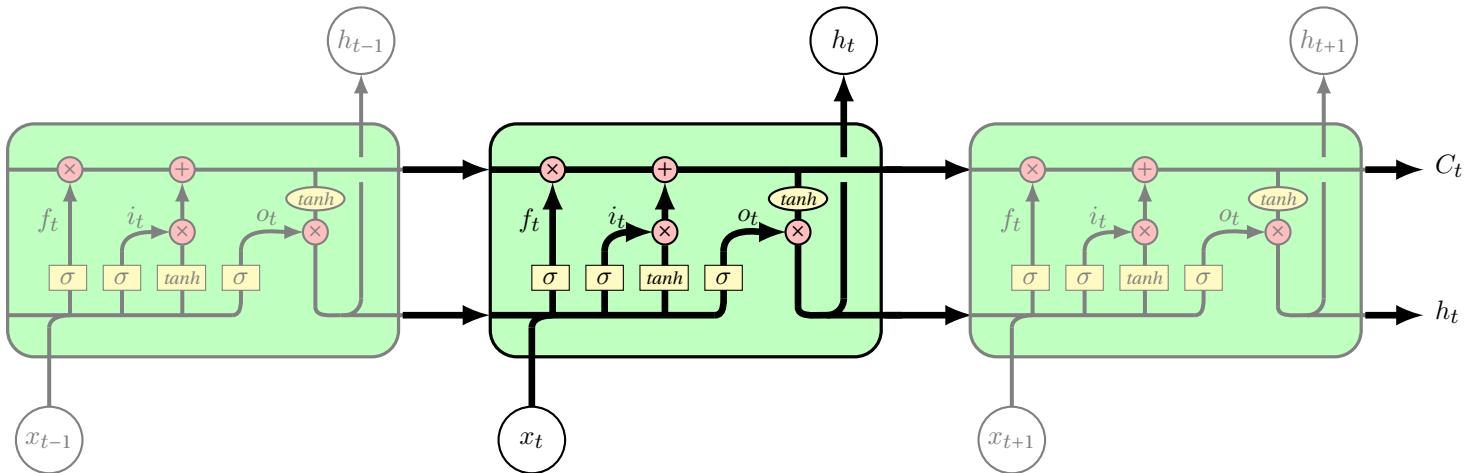 h_{t−1} h_t h_{t+1}
× + × + × + C_t
tanh tanh tanh
f_t i_t × o_t × f_t i_t × o_t × f_t i_t × o_t ×
σ σ tanh σ σ σ tanh σ σ σ tanh σ
h_t
x_{t−1} x_t x_{t+1}